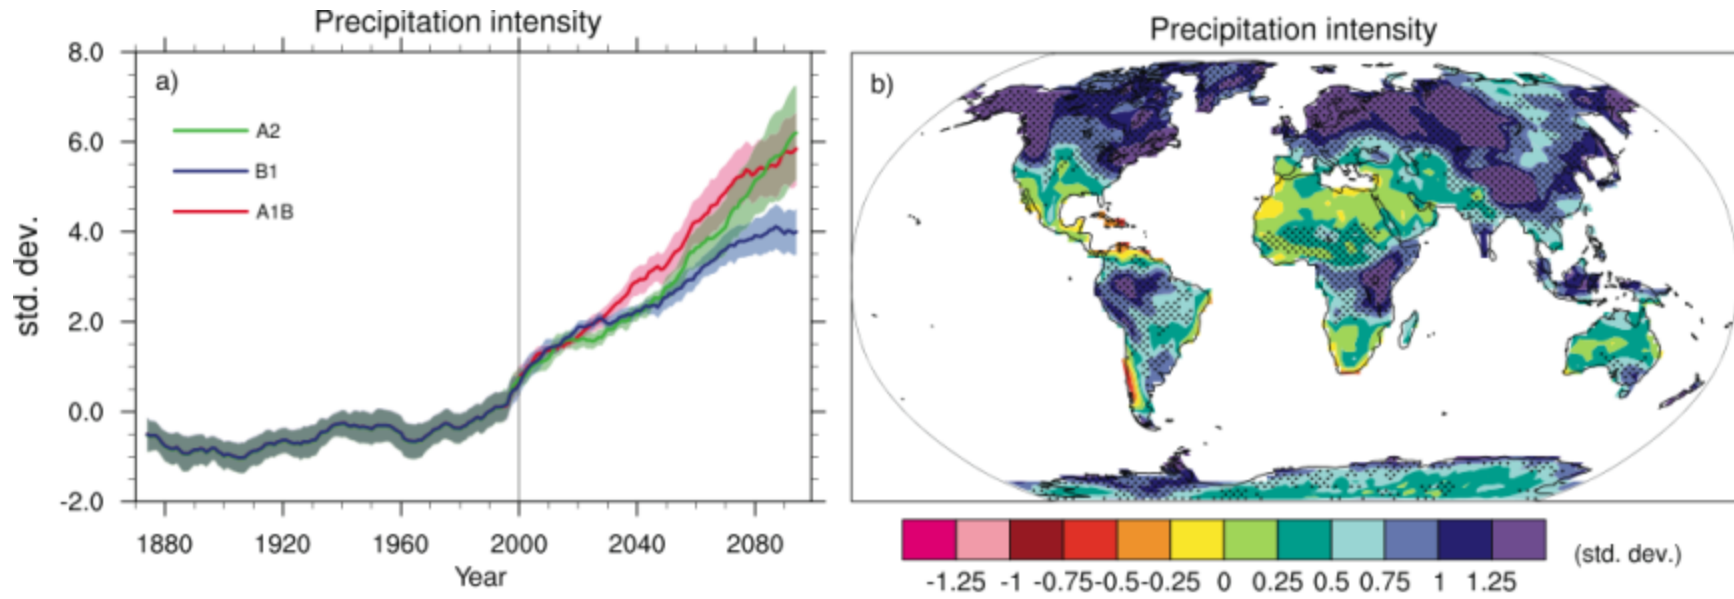 Precipitation intensity
a)
8.0
6.0
4.0
2.0
0.0
-2.0
std. dev.
A2
B1
A1B
1880 1920 1960 2000 2040 2080
Year
Precipitation intensity
b)
-1.25 -1 -0.75-0.5-0.25 0 0.25 0.5 0.75 1 1.25
(std. dev.)